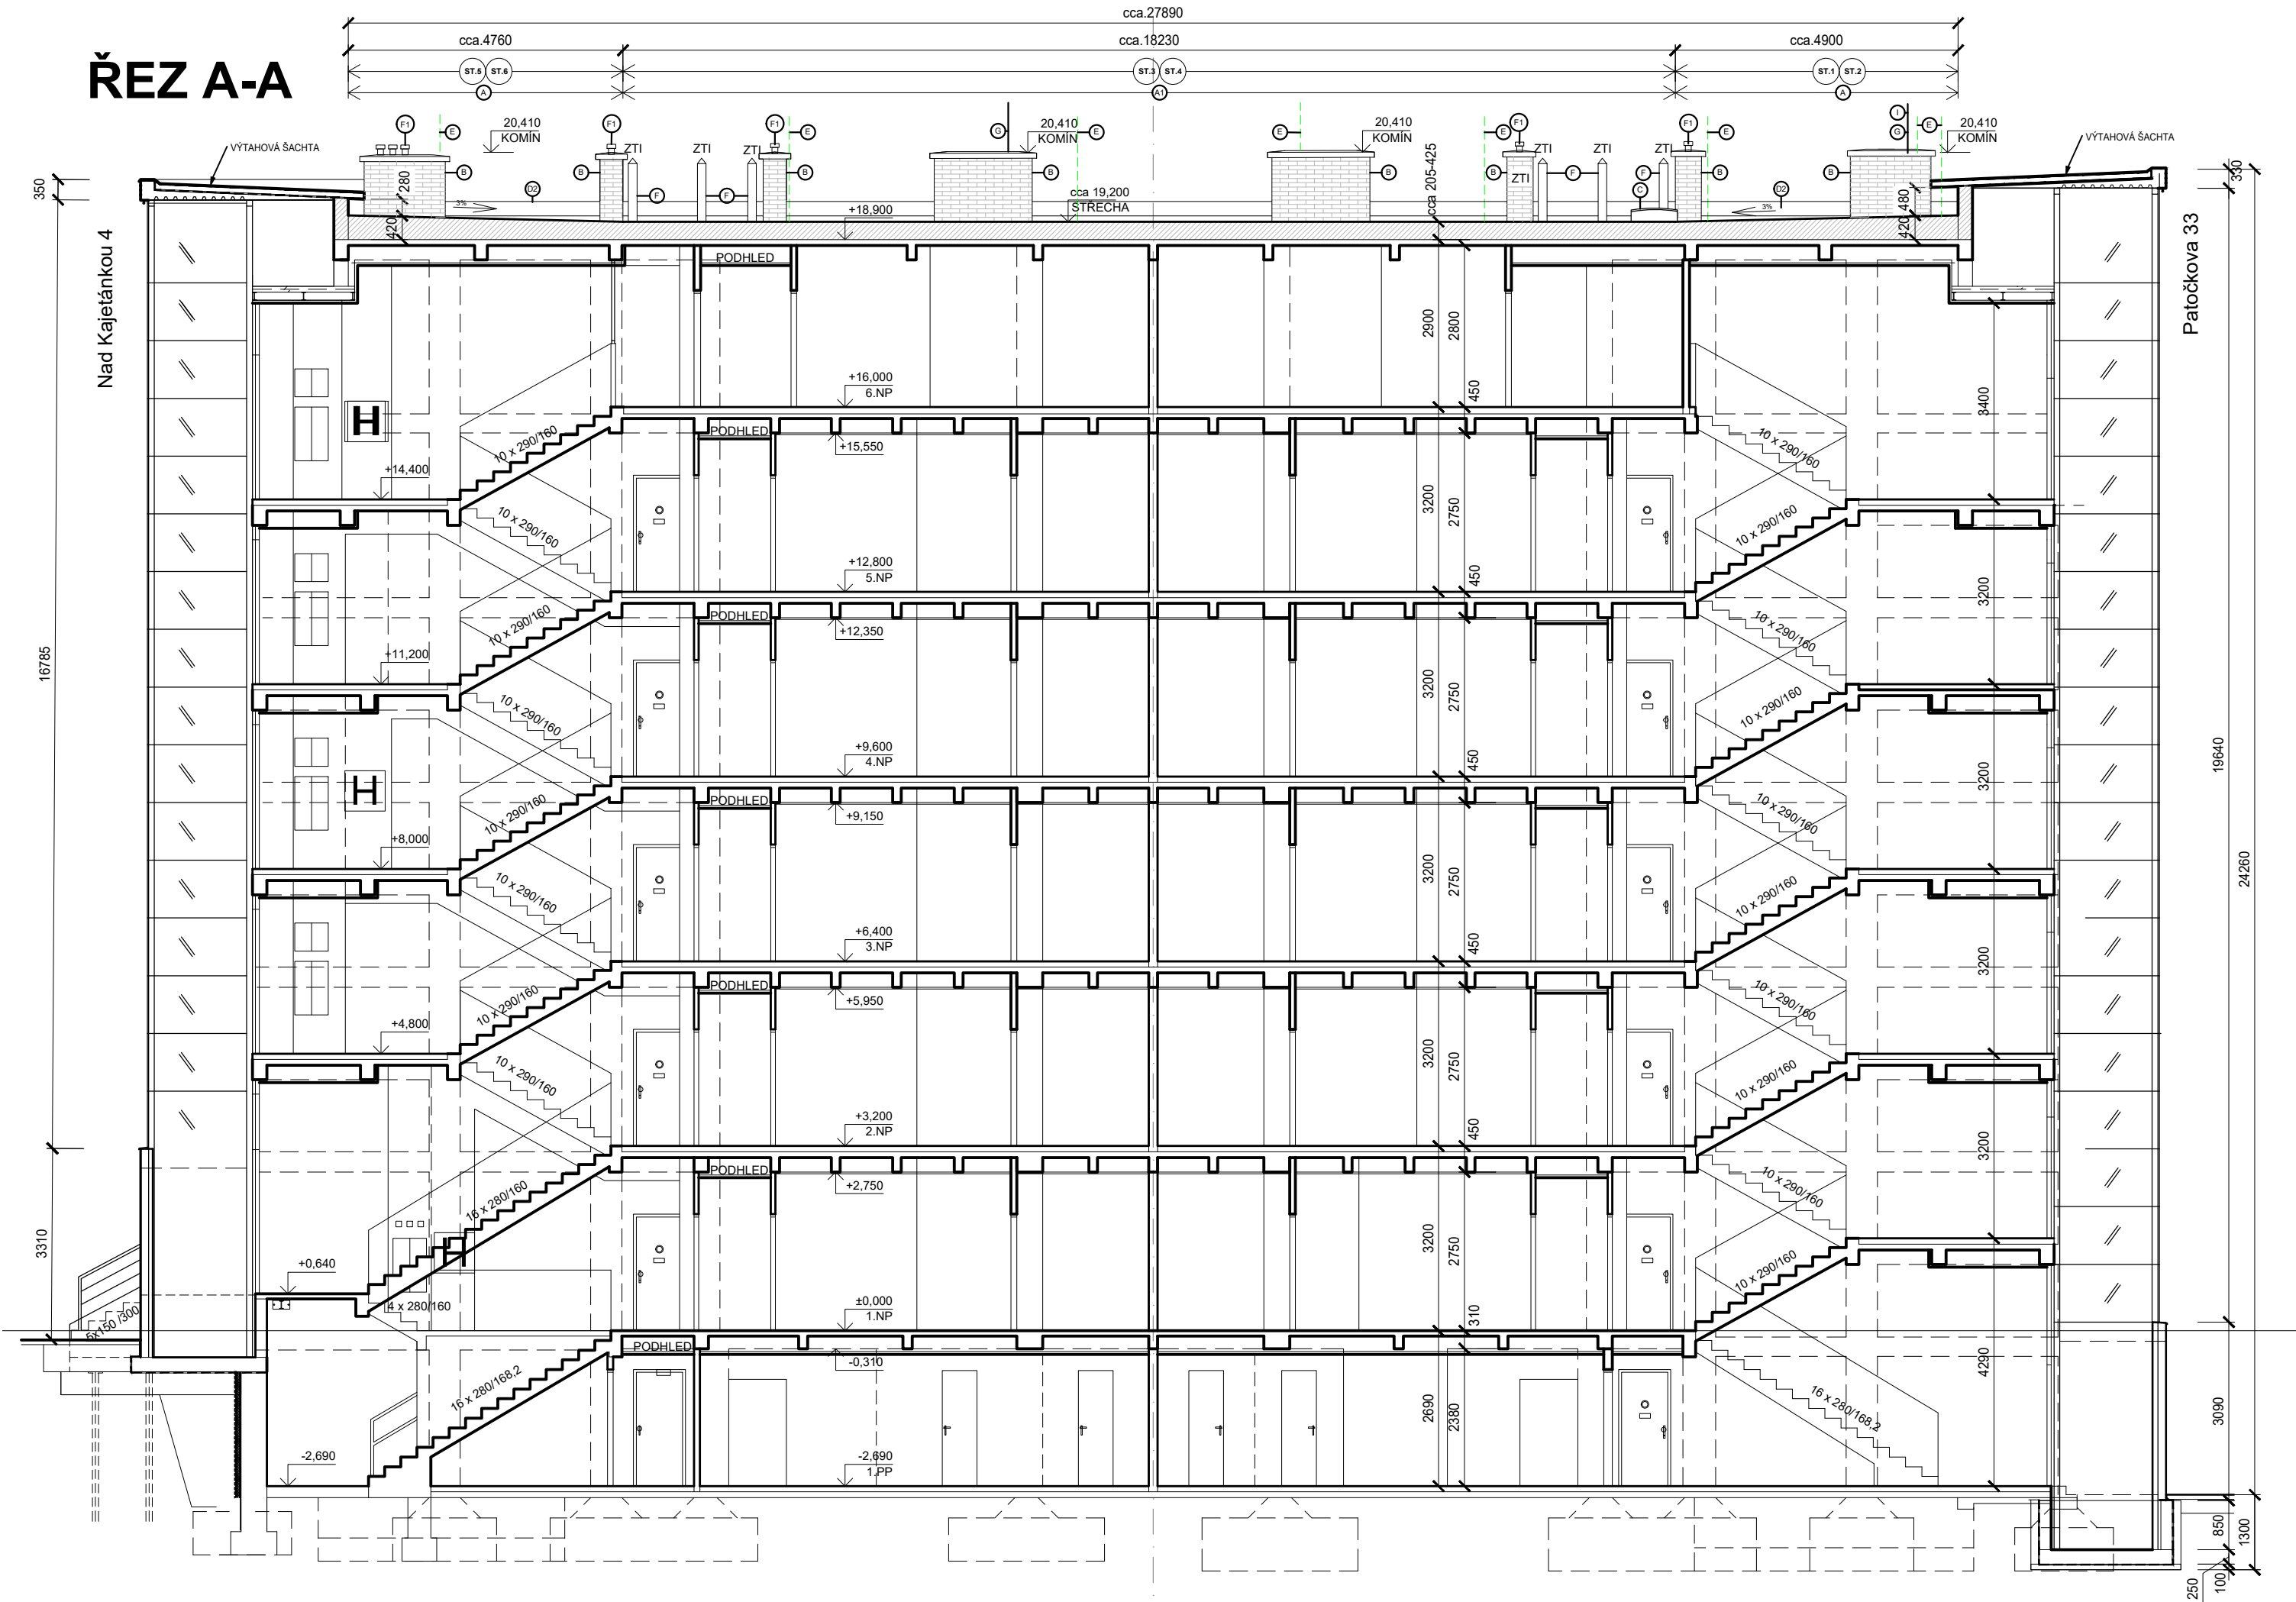 ŘEZ A-A
cca.27890
cca.4760
cca.18230
cca.4900
ST.5 ST.6
ST.3 ST.4
ST.1 ST.2
A
A1
A
VÝTAHOVÁ ŠACHTA
F1
E
20,410
KOMÍN
F1
ZTI
ZTI
ZTI
F1
E
G
20,410
KOMÍN
E
E
20,410
KOMÍN
E
F1
ZTI
ZTI
ZTI
F1
E
I
G
E
20,410
KOMÍN
VÝTAHOVÁ ŠACHTA
B
D2
B
F
F
B
B
B
B
ZTI
F
F
C
B
D2
B
350
280
420
3%
+18,900
cca 19,200
STŘECHA
cca 205-425
3%
480
420
330
Nad Kajetánkou 4
Patočkova 33
PODHLED
2900
2800
3400
+16,000
6.NP
450
H
PODHLED
+15,550
10 x 290/160
10 x 290/160
+14,400
3200
2750
10 x 290/160
10 x 290/160
+12,800
5.NP
450
3200
PODHLED
+12,350
10 x 290/160
10 x 290/160
+11,200
16785
3200
2750
10 x 290/160
10 x 290/160
+9,600
4.NP
450
3200
19640
H
PODHLED
+9,150
10 x 290/160
10 x 290/160
+8,000
3200
2750
24260
10 x 290/160
10 x 290/160
+6,400
3.NP
450
3200
PODHLED
+5,950
10 x 290/160
10 x 290/160
+4,800
3200
2750
10 x 290/160
10 x 290/160
+3,200
2.NP
450
3200
PODHLED
+2,750
16 x 280/160
10 x 290/160
3310
H
+0,640
3200
2750
10 x 290/160
4 x 280/160
5x150 /300
±0,000
1.NP
310
PODHLED
-0,310
4290
16 x 280/168,2
2690
2380
16 x 280/168,2
3090
-2,690
-2,690
1.PP
850
1300
250
100